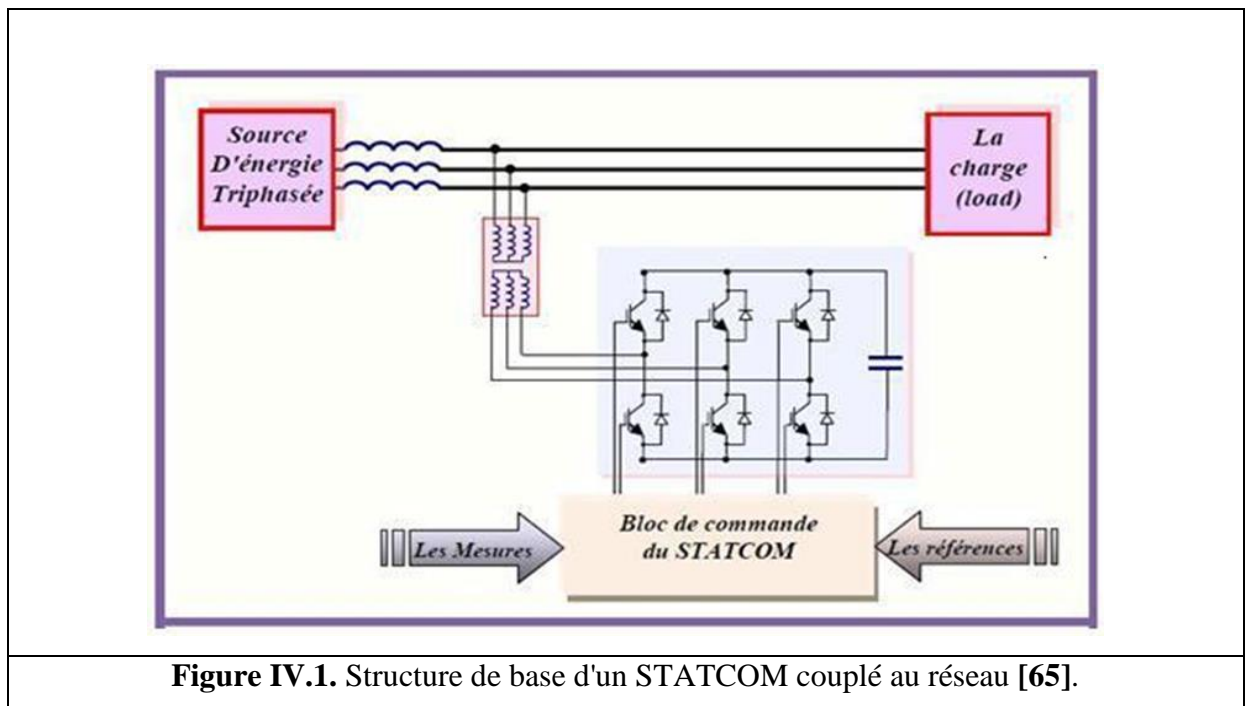 Source
D'énergie
Triphasée
La
charge
(load)
Bloc de commande
du STATCOM
Les Mesures
Les références
Figure IV.1. Structure de base d'un STATCOM couplé au réseau [65].